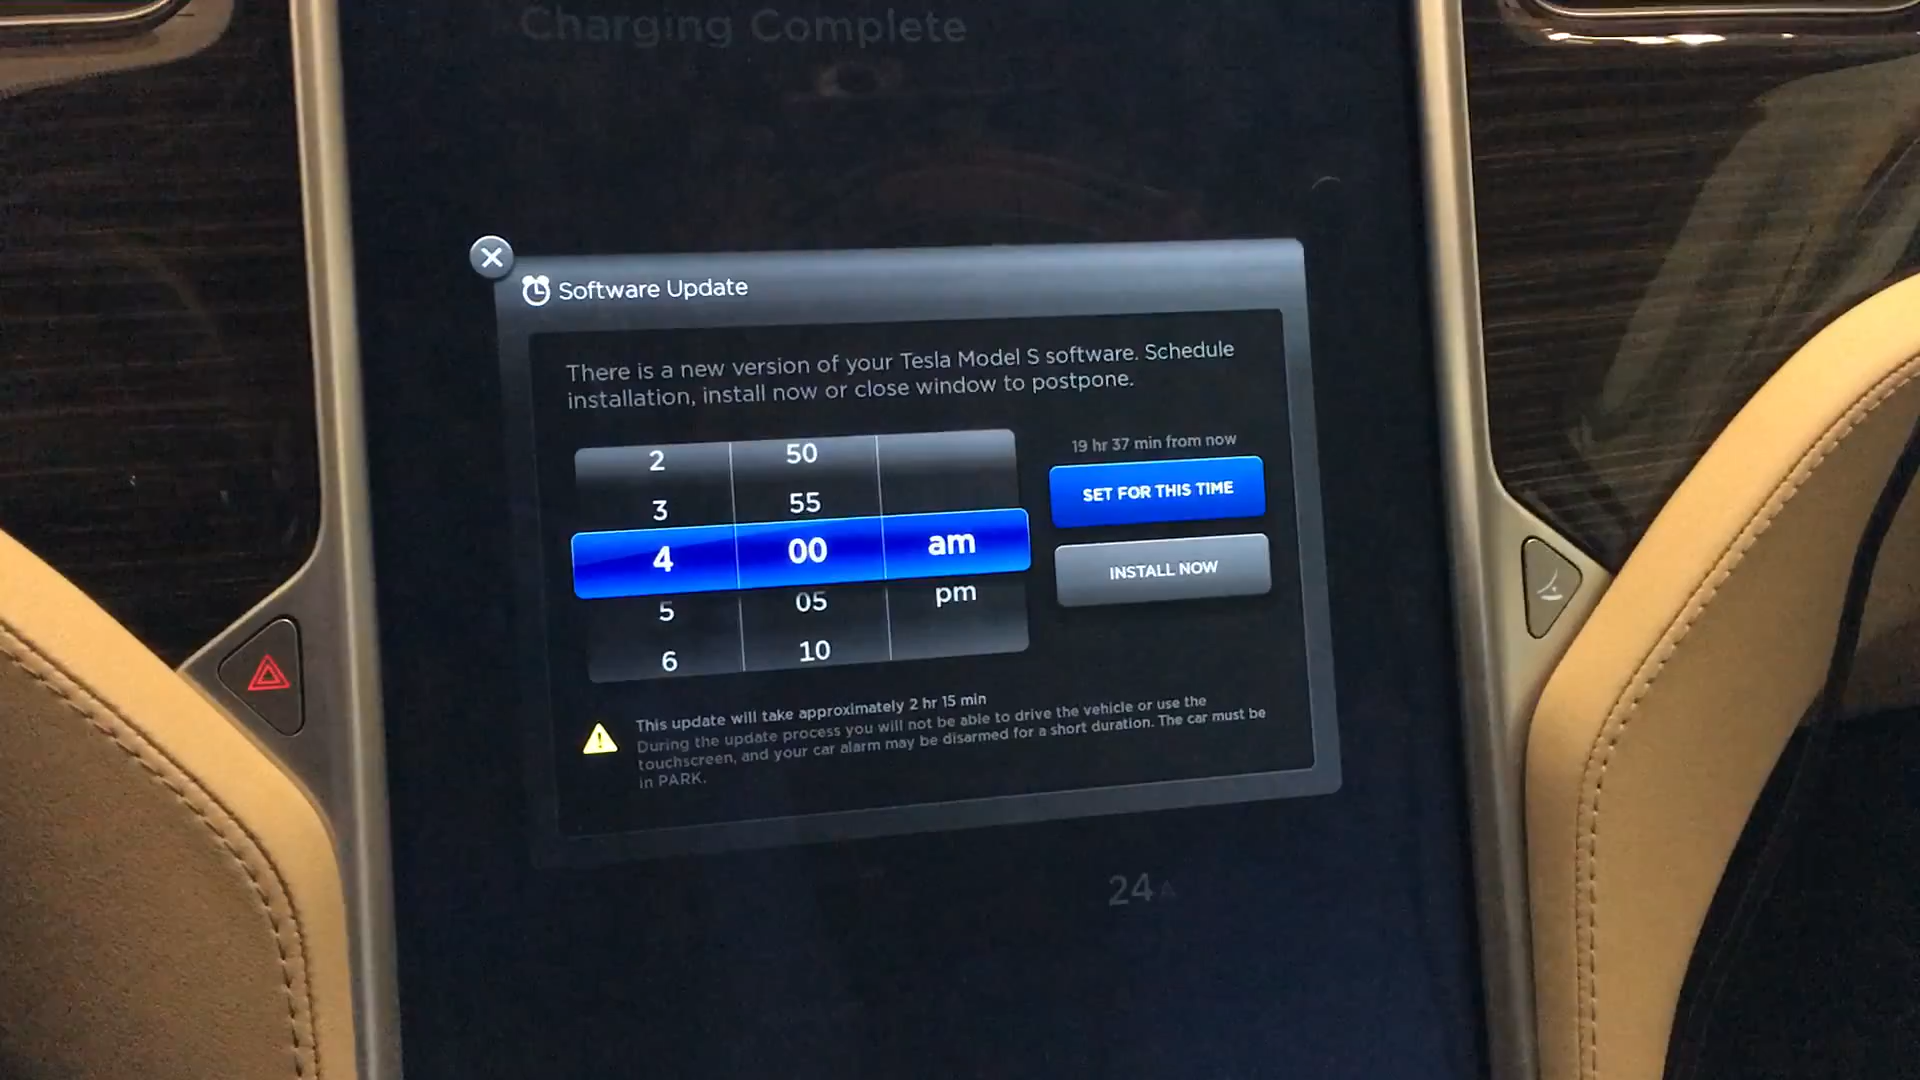 Charging Complete
Software Update
There is a new version of your Tesla Model S software. Schedule
installation, install now or close window to postpone.
2 50
3 55
4 00 am
5 05 pm
6 10
19 hr 37 min from now
SET FOR THIS TIME
INSTALL NOW
This update will take approximately 2 hr 15 min
During the update process you will not be able to drive the vehicle or use the
touchscreen, and your car alarm may be disarmed for a short duration. The car must be
in PARK.
24 A